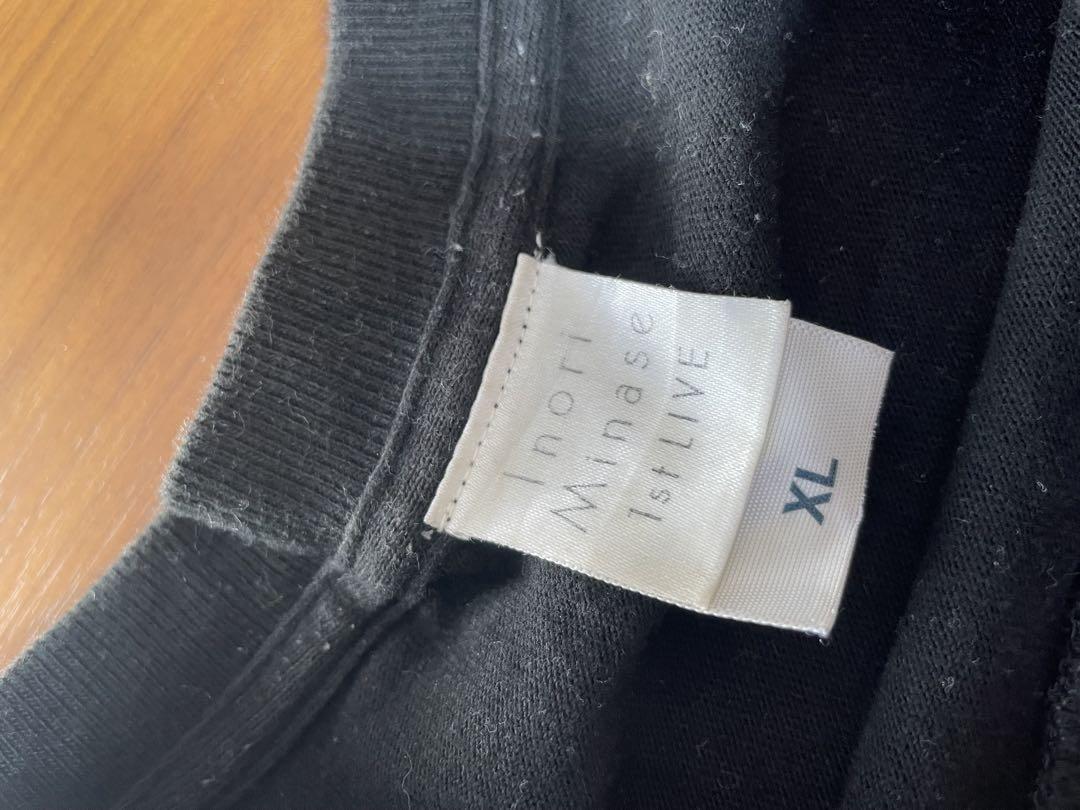 Inori
Minase
1st LIVE
XL